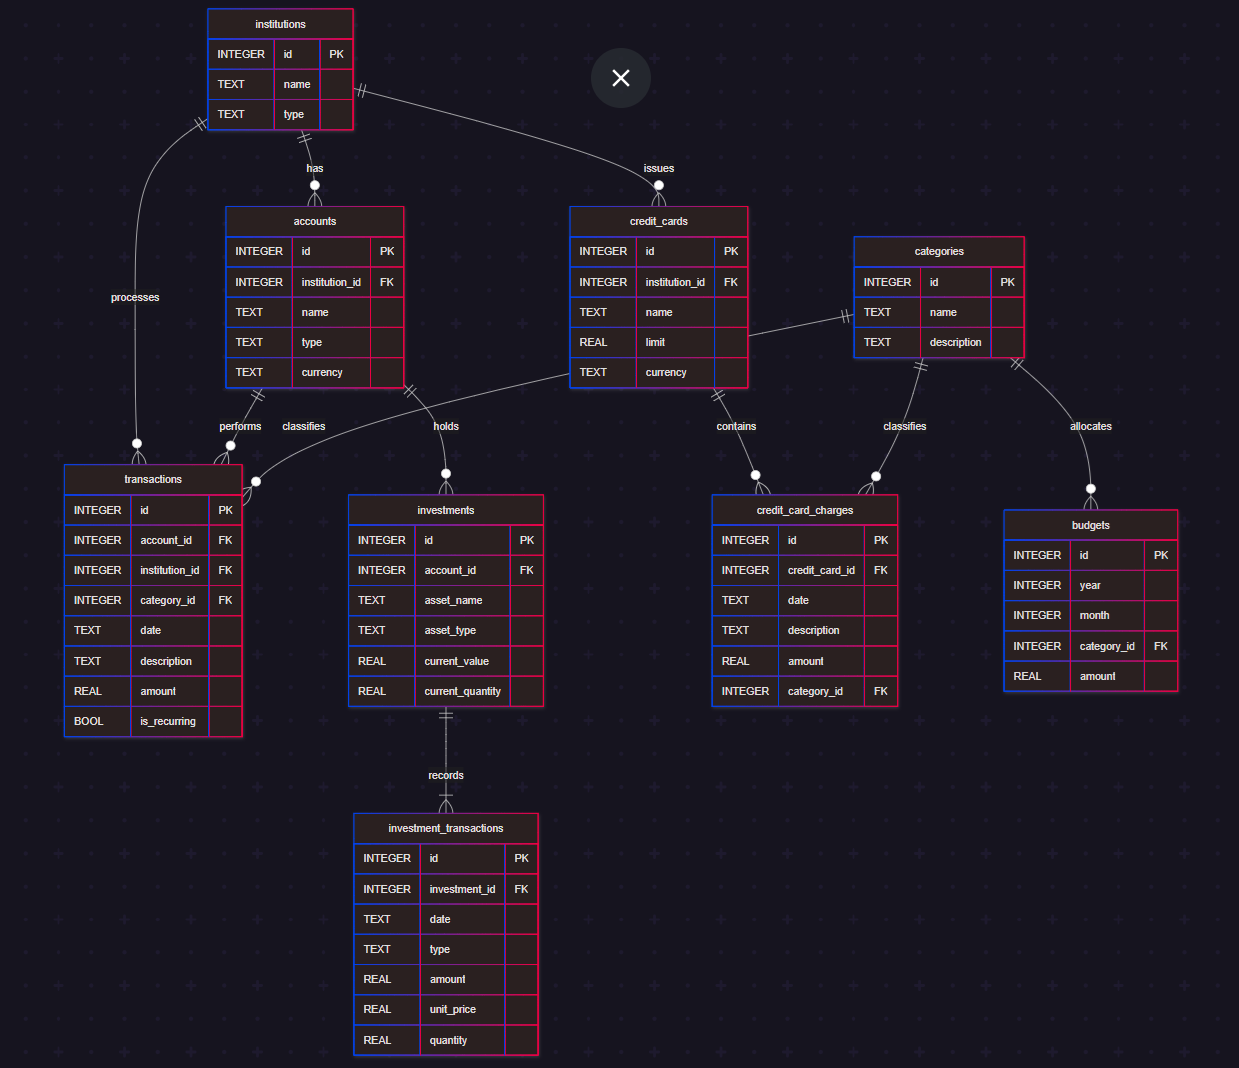 institutions
INTEGER id PK
TEXT name
TEXT type
has
issues
processes
accounts
INTEGER id PK
INTEGER institution_id FK
TEXT name
TEXT type
TEXT currency
credit_cards
INTEGER id PK
INTEGER institution_id FK
TEXT name
REAL limit
TEXT currency
categories
INTEGER id PK
TEXT name
TEXT description
performs
classifies
holds
contains
classifies
allocates
transactions
INTEGER id PK
INTEGER account_id FK
INTEGER institution_id FK
INTEGER category_id FK
TEXT date
TEXT description
REAL amount
BOOL is_recurring
investments
INTEGER id PK
INTEGER account_id FK
TEXT asset_name
TEXT asset_type
REAL current_value
REAL current_quantity
credit_card_charges
INTEGER id PK
INTEGER credit_card_id FK
TEXT date
TEXT description
REAL amount
INTEGER category_id FK
budgets
INTEGER id PK
INTEGER year
INTEGER month
INTEGER category_id FK
REAL amount
records
investment_transactions
INTEGER id PK
INTEGER investment_id FK
TEXT date
TEXT type
REAL amount
REAL unit_price
REAL quantity